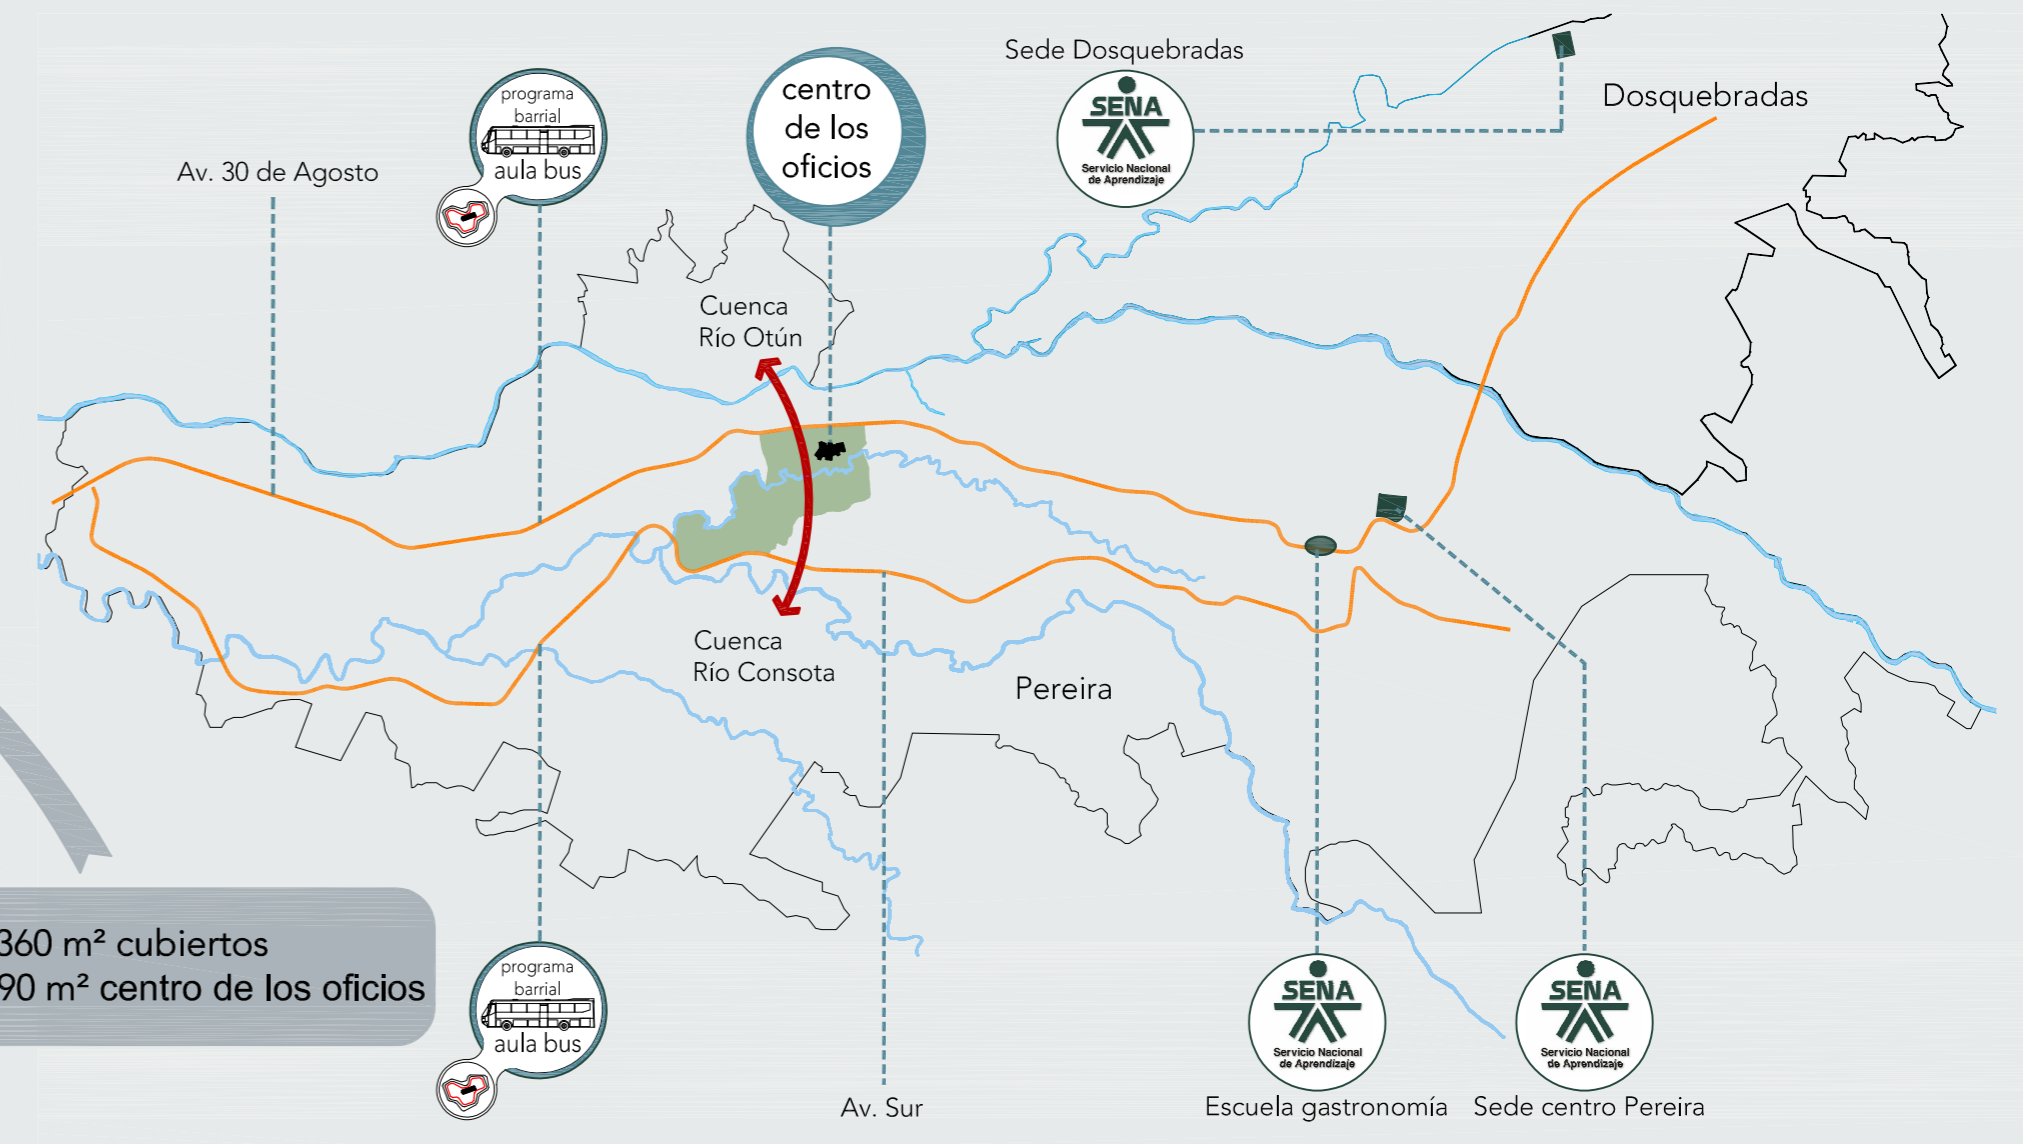 Sede Dosquebradas
SENA
Servicio Nacional
de Aprendizaje
Dosquebradas
programa
barrial
aula bus
centro
de los
oficios
Av. 30 de Agosto
Cuenca
Río Otún
Cuenca
Río Consota
Pereira
360 m² cubiertos
90 m² centro de los oficios
programa
barrial
aula bus
Av. Sur
SENA
Servicio Nacional
de Aprendizaje
Escuela gastronomía
SENA
Servicio Nacional
de Aprendizaje
Sede centro Pereira